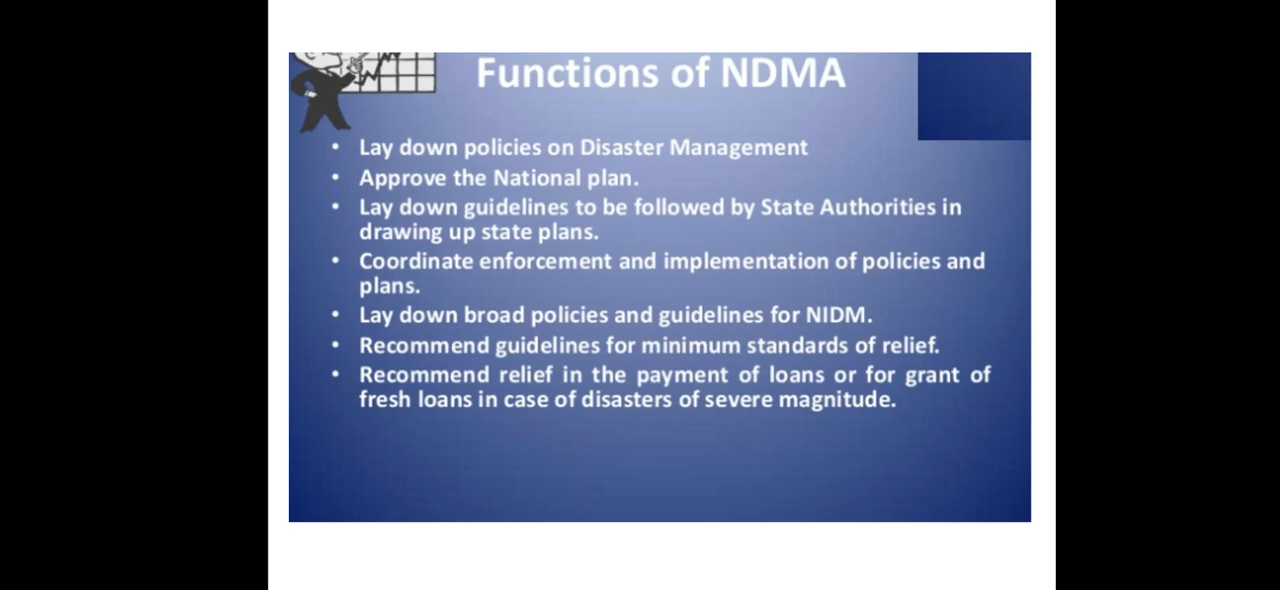 Functions of NDMA
• Lay down policies on Disaster Management
• Approve the National plan.
• Lay down guidelines to be followed by State Authorities in
drawing up state plans.
• Coordinate enforcement and implementation of policies and
plans.
• Lay down broad policies and guidelines for NIDM.
• Recommend guidelines for minimum standards of relief.
• Recommend relief in the payment of loans or for grant of
fresh loans in case of disasters of severe magnitude.